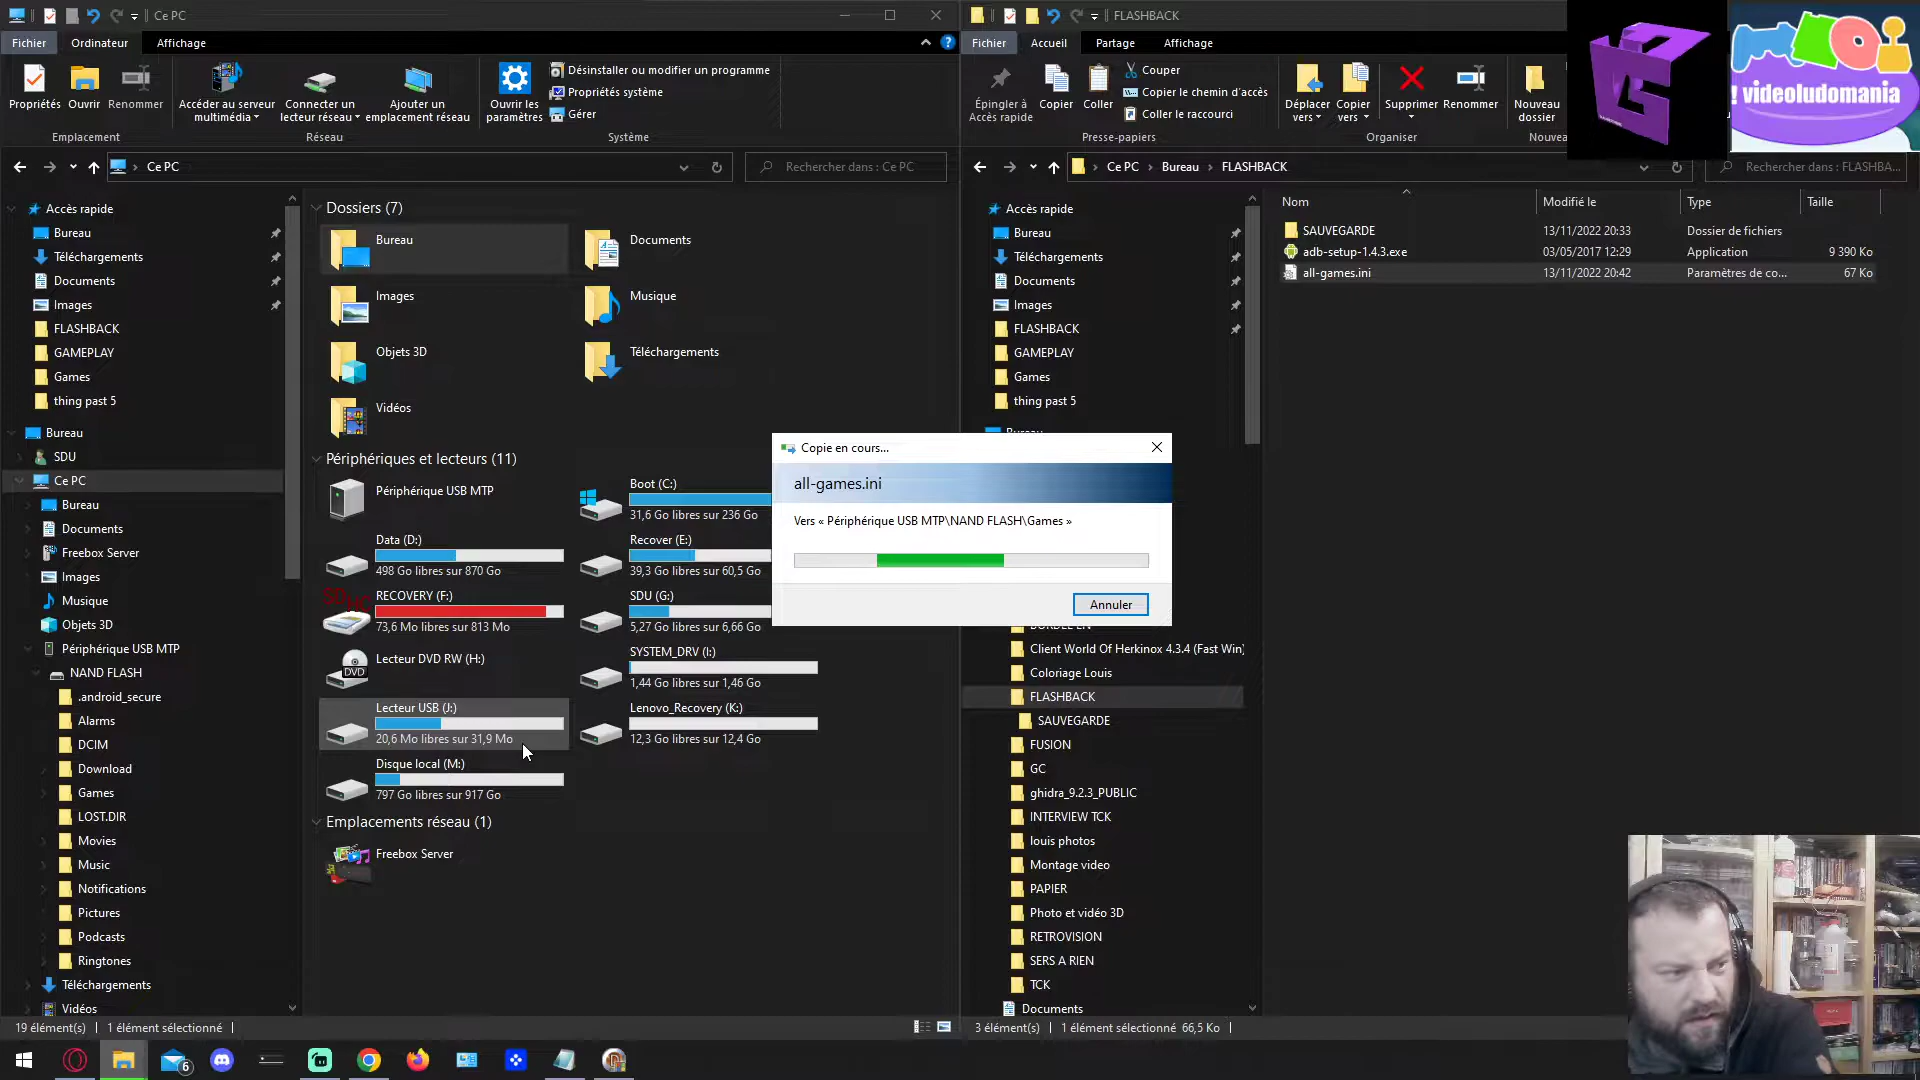 Ce PC
Fichier
Ordinateur
Affichage
Propriétés
Ouvrir
Renommer
Accéder au serveur
multimédia
Connecter un
lecteur réseau
Ajoutez un
emplacement réseau
Ouvrir les
paramètres
Désinstaller ou modifier un programme
Propriétés système
Gérer
Emplacement
Réseau
Système
Ce PC
Rechercher dans : Ce PC
Accès rapide
Bureau
Téléchargements
Documents
Images
FLASHBACK
GAMEPLAY
Games
thing past 5
Bureau
SDU
Ce PC
Bureau
Documents
Freebox Server
Images
Musique
Objets 3D
Périphérique USB MTP
NAND FLASH
.android_secure
Alarms
DCIM
Download
Games
LOST.DIR
Movies
Music
Notifications
Pictures
Podcasts
Ringtones
Téléchargements
Vidéos
Dossiers (7)
Bureau
Documents
Images
Musique
Objets 3D
Téléchargements
Vidéos
Périphériques et lecteurs (11)
Périphérique USB MTP
Boot (C:)
31,6 Go libres sur 236 Go
Data (D:)
498 Go libres sur 870 Go
Recover (E:)
39,3 Go libres sur 60,5 Go
RECOVERY (F:)
73,6 Mo libres sur 813 Mo
SDU (G:)
5,27 Go libres sur 6,66 Go
Lecteur DVD RW (H:)
DVD
SYSTEM_DRV (I:)
1,44 Go libres sur 1,46 Go
Lecteur USB (J:)
20,6 Mo libres sur 31,9 Mo
Lenovo_Recovery (K:)
12,3 Go libres sur 12,4 Go
Disque local (M:)
797 Go libres sur 917 Go
Emplacements réseau (1)
Freebox Server
19 élément(s)
1 élément sélectionné
Copie en cours...
all-games.ini
Vers « Périphérique USB MTP\NAND FLASH\Games »
Annuler
FLASHBACK
Fichier
Accueil
Partage
Affichage
Épingler à
Accès rapide
Copier
Coller
Couper
Copier le chemin d'accès
Coller le raccourci
Déplacer
vers
Copier
vers
Supprimer
Renommer
Nouveau
dossier
Presse-papiers
Organiser
Nouveau
! videoludomania
Ce PC
Bureau
FLASHBACK
Rechercher dans : FLASHBA...
Accès rapide
Bureau
Téléchargements
Documents
Images
FLASHBACK
GAMEPLAY
Games
thing past 5
Client World Of Herkinox 4.3.4 (Fast Win)
Coloriage Louis
FLASHBACK
SAUVEGARDE
FUSION
GC
ghidra_9.2.3_PUBLIC
INTERVIEW TCK
louis photos
Montage video
PAPIER
Photo et vidéo 3D
RETROVISION
SERS A RIEN
TCK
Documents
Nom
Modifié le
Type
Taille
SAUVEGARDE
13/11/2022 20:33
Dossier de fichiers
adb-setup-1.4.3.exe
03/05/2017 12:29
Application
9 390 Ko
all-games.ini
13/11/2022 20:42
Paramètres de co...
67 Ko
3 élément(s)
1 élément sélectionné 66,5 Ko
6